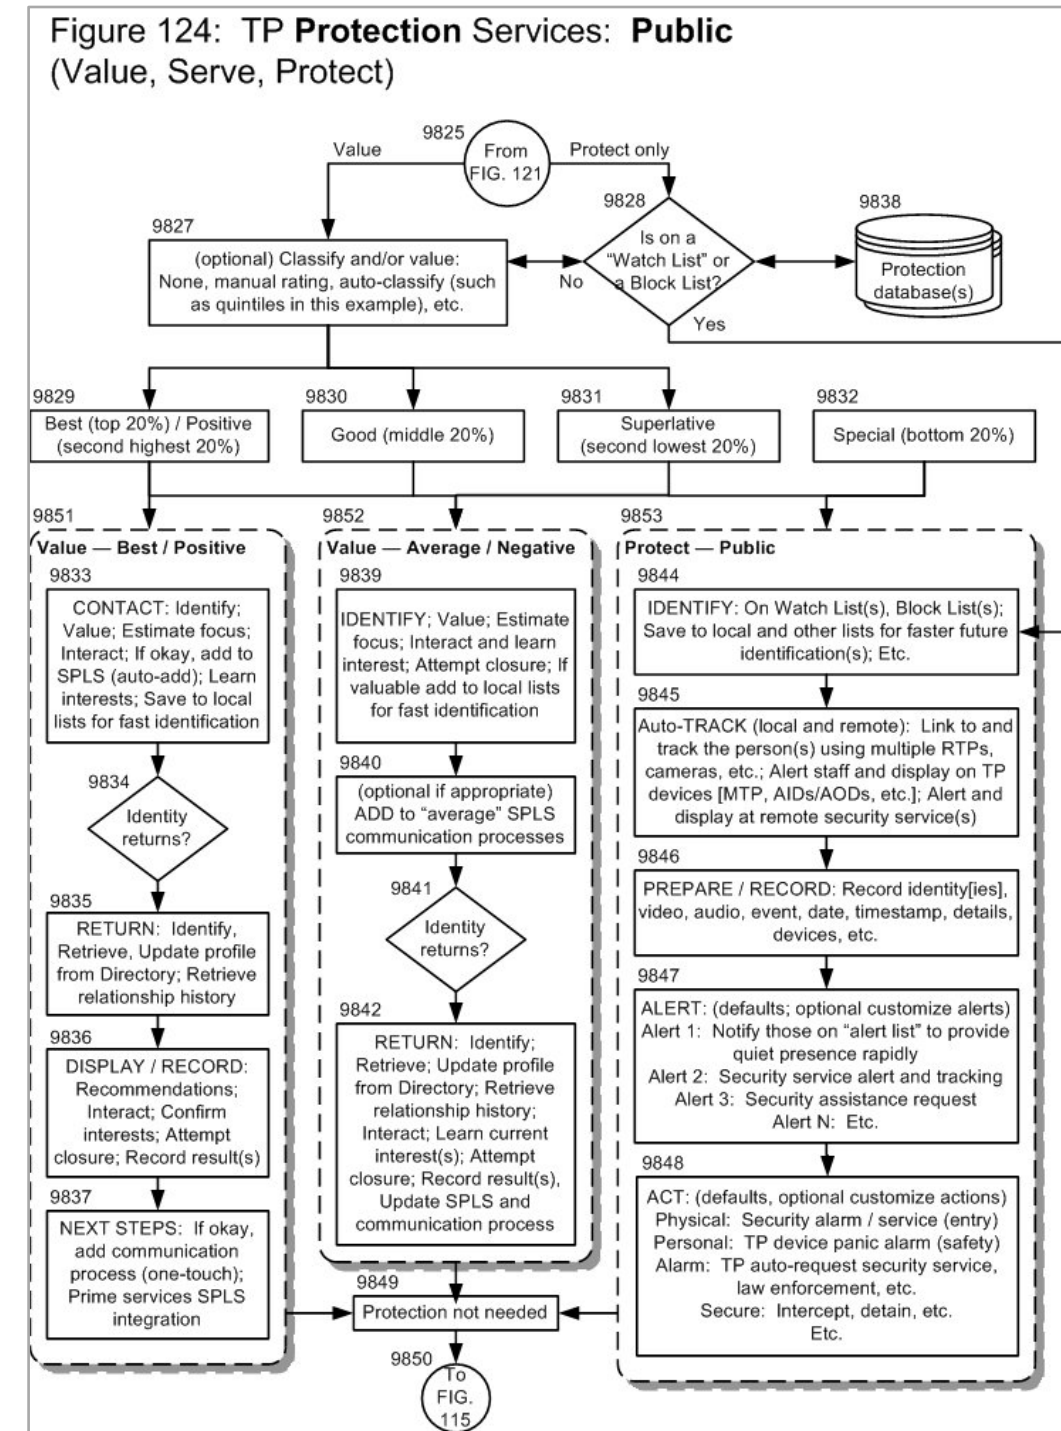 Figure 124: TP Protection Services: Public
(Value, Serve, Protect)
9825
Value
From
FIG. 121
Protect only
9827
(optional) Classify and/or value:
None, manual rating, auto-classify (such
as quintiles in this example), etc.
9828
Is on a
“Watch List” or
a Block List?
No
Yes
9838
Protection
database(s)
9829
Best (top 20%) / Positive
(second highest 20%)
9830
Good (middle 20%)
9831
Superlative
(second lowest 20%)
9832
Special (bottom 20%)
9851
Value — Best / Positive
9833
CONTACT: Identify;
Value; Estimate focus;
Interact; If okay, add to
SPLS (auto-add); Learn
interests; Save to local
lists for fast identification
9834
Identity
returns?
9835
RETURN: Identify,
Retrieve, Update profile
from Directory; Retrieve
relationship history
9836
DISPLAY / RECORD:
Recommendations;
Interact; Confirm
interests; Attempt
closure; Record result(s)
9837
NEXT STEPS: If okay,
add communication
process (one-touch);
Prime services SPLS
integration
9852
Value — Average / Negative
9839
IDENTIFY; Value; Estimate
focus; Interact and learn
interest; Attempt closure; If
valuable add to local lists
for fast identification
9840
(optional if appropriate)
ADD to “average” SPLS
communication processes
9841
Identity
returns?
9842
RETURN: Identify;
Retrieve; Update profile
from Directory; Retrieve
relationship history;
Interact; Learn current
interest(s); Attempt
closure; Record result(s),
Update SPLS and
communication process
9853
Protect — Public
9844
IDENTIFY: On Watch List(s), Block List(s);
Save to local and other lists for faster future
identification(s); Etc.
9845
Auto-TRACK (local and remote): Link to and
track the person(s) using multiple RTPs,
cameras, etc.; Alert staff and display on TP
devices [MTP, AIDs/AODs, etc.]; Alert and
display at remote security service(s)
9846
PREPARE / RECORD: Record identity[ies],
video, audio, event, date, timestamp, details,
devices, etc.
9847
ALERT: (defaults; optional customize alerts)
Alert 1: Notify those on “alert list” to provide
quiet presence rapidly
Alert 2: Security service alert and tracking
Alert 3: Security assistance request
Alert N: Etc.
9848
ACT: (defaults, optional customize actions)
Physical: Security alarm / service (entry)
Personal: TP device panic alarm (safety)
Alarm: TP auto-request security service,
law enforcement, etc.
Secure: Intercept, detain, etc.
Etc.
9849
Protection not needed
9850
To
FIG.
115